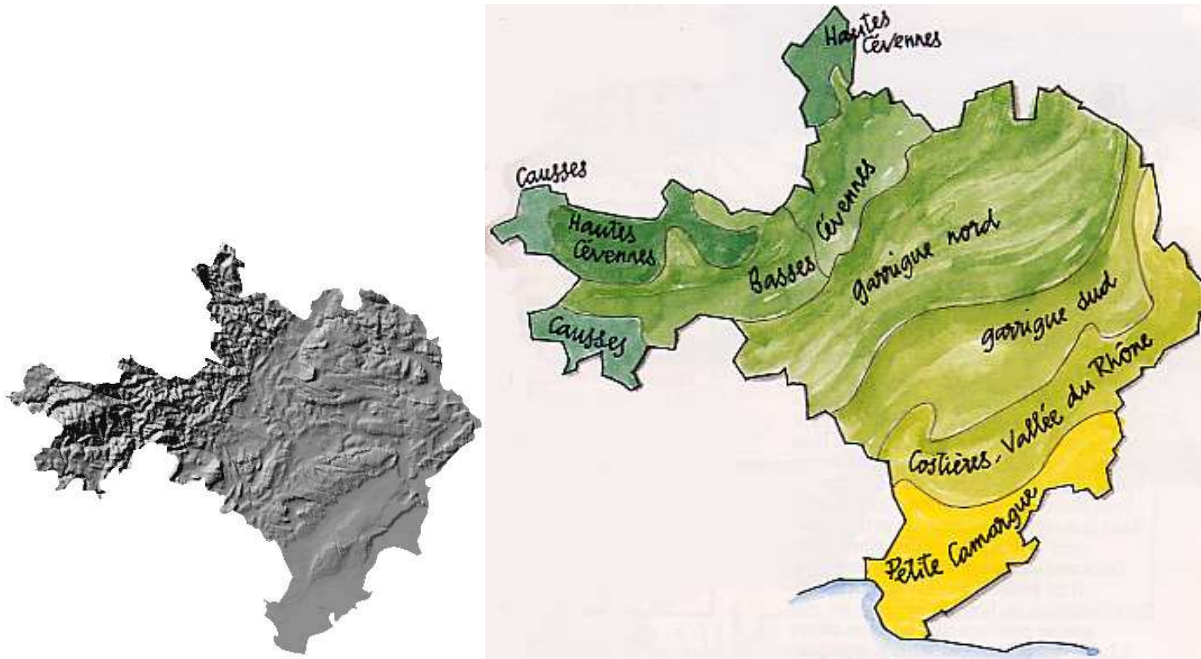 Hautes
Cévennes
Causses
Hautes
Cévennes
Basses Cévennes
Causses
garrigue nord
garrigue sud
Costières, Vallée du Rhône
Petite Camargue